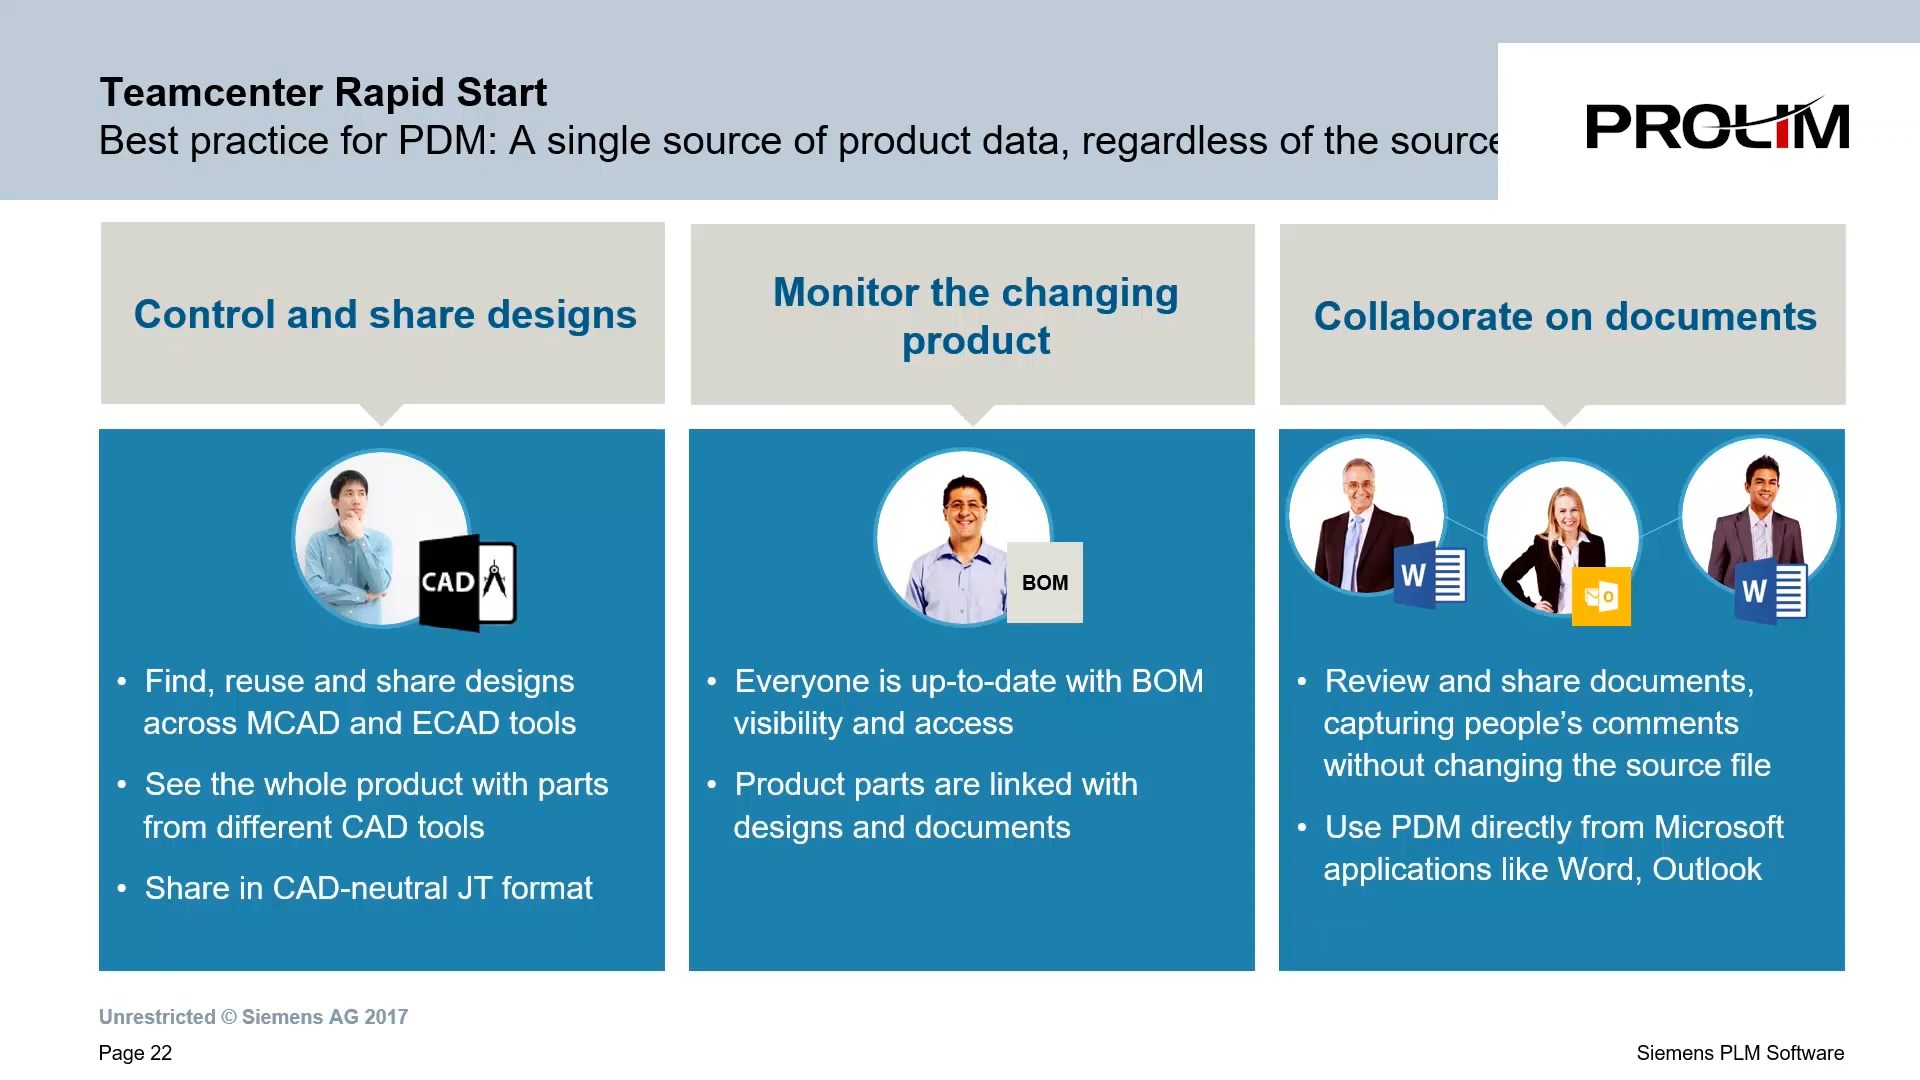 Teamcenter Rapid Start
Best practice for PDM: A single source of product data, regardless of the source
PROLIM
Control and share designs
Monitor the changing
product
Collaborate on documents
CAD
BOM
W
O
W
• Find, reuse and share designs
across MCAD and ECAD tools
• See the whole product with parts
from different CAD tools
• Share in CAD-neutral JT format
• Everyone is up-to-date with BOM
visibility and access
• Product parts are linked with
designs and documents
• Review and share documents,
capturing people’s comments
without changing the source file
• Use PDM directly from Microsoft
applications like Word, Outlook
Unrestricted © Siemens AG 2017
Page 22
Siemens PLM Software